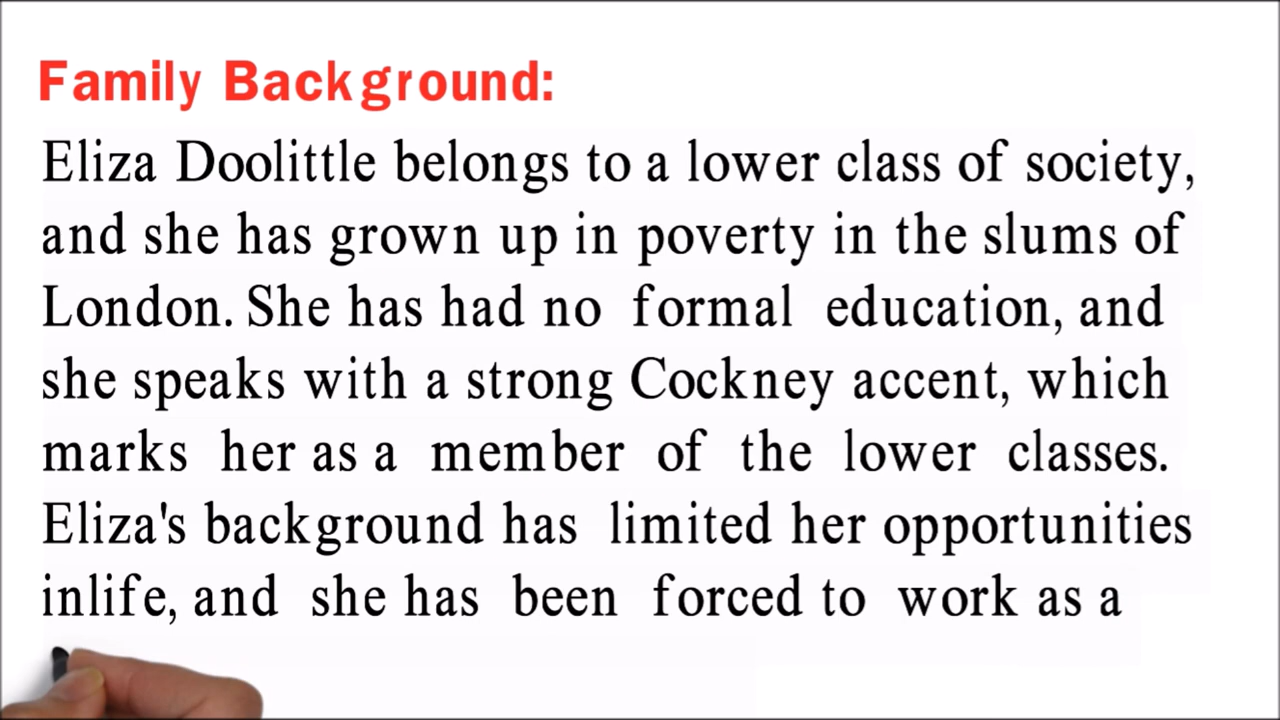 Family Background:
Eliza Doolittle belongs to a lower class of society,
and she has grown up in poverty in the slums of
London. She has had no formal education, and
she speaks with a strong Cockney accent, which
marks her as a member of the lower classes.
Eliza's background has limited her opportunities
inlife, and she has been forced to work as a